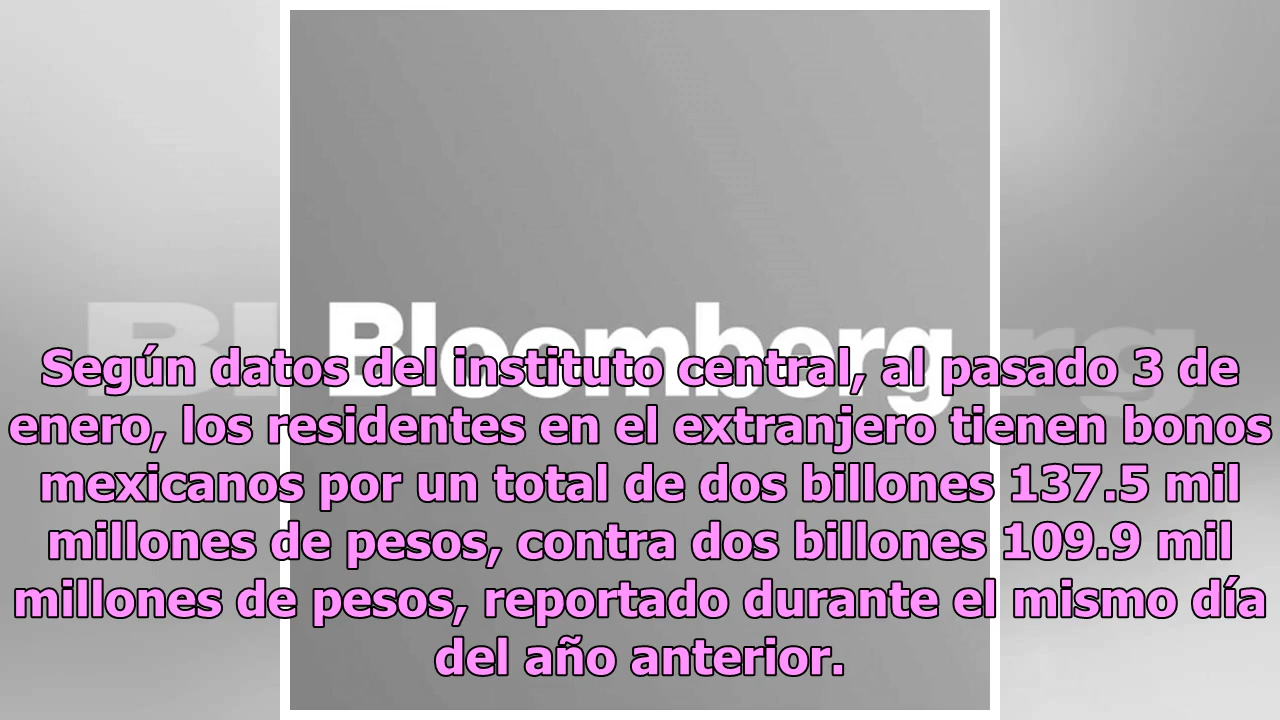 Bl Bloomberg rg
Según datos del instituto central, al pasado 3 de
enero, los residentes en el extranjero tienen bonos
mexicanos por un total de dos billones 137.5 mil
millones de pesos, contra dos billones 109.9 mil
millones de pesos, reportado durante el mismo día
del año anterior.